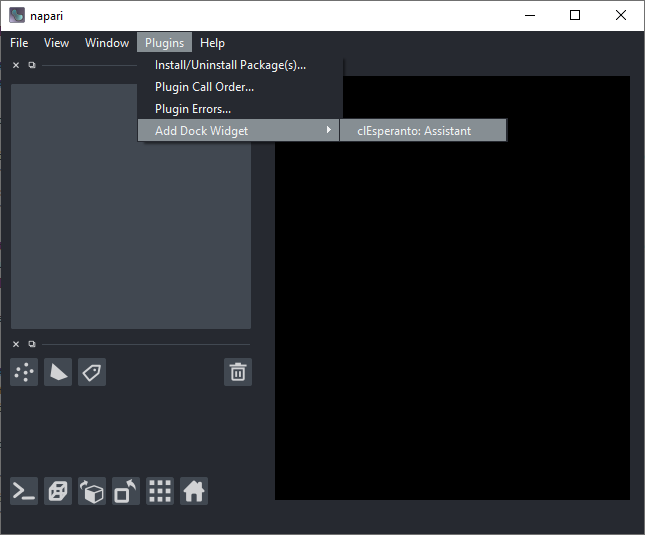 napari
File View Window Plugins Help
Install/Uninstall Package(s)...
Plugin Call Order...
Plugin Errors...
Add Dock Widget
clEsperanto: Assistant